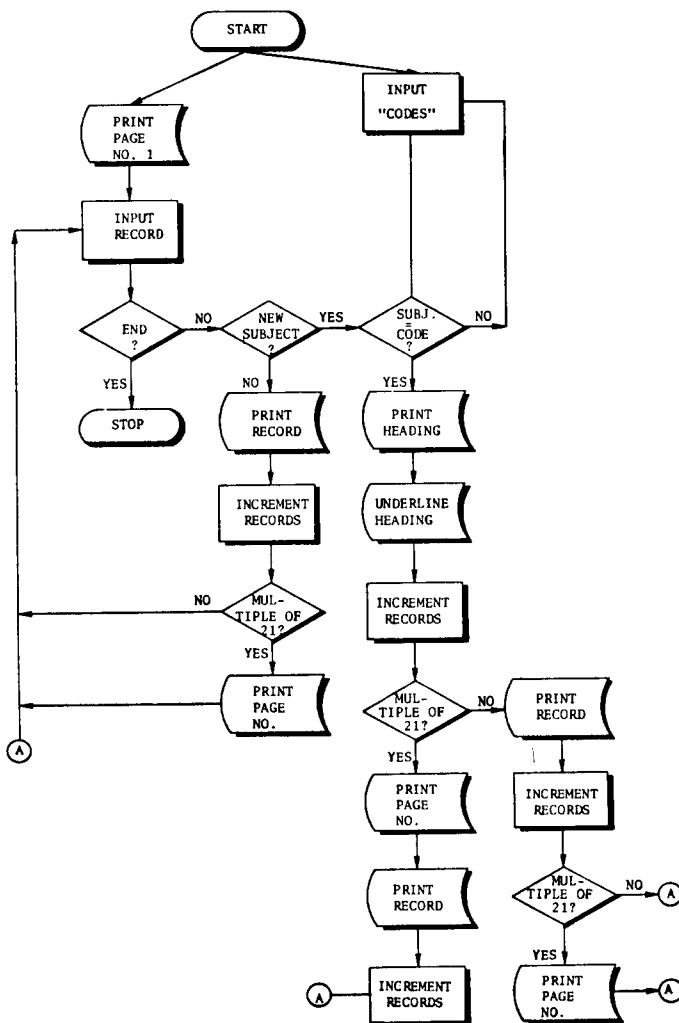 START
INPUT
"CODES"
PRINT
PAGE
NO. 1
INPUT
RECORD
END
?
NO
NEW
SUBJECT
?
YES
SUBJ.
=
CODE
?
NO
YES
STOP
NO
PRINT
RECORD
YES
PRINT
HEADING
INCREMENT
RECORDS
UNDERLINE
HEADING
NO
MUL-
TIPLE OF
21?
INCREMENT
RECORDS
YES
PRINT
PAGE
NO.
A
MUL-
TIPLE OF
21?
NO
PRINT
RECORD
YES
PRINT
PAGE
NO.
INCREMENT
RECORDS
PRINT
RECORD
MUL-
TIPLE OF
21?
NO
A
YES
A
INCREMENT
RECORDS
PRINT
PAGE
NO.
A